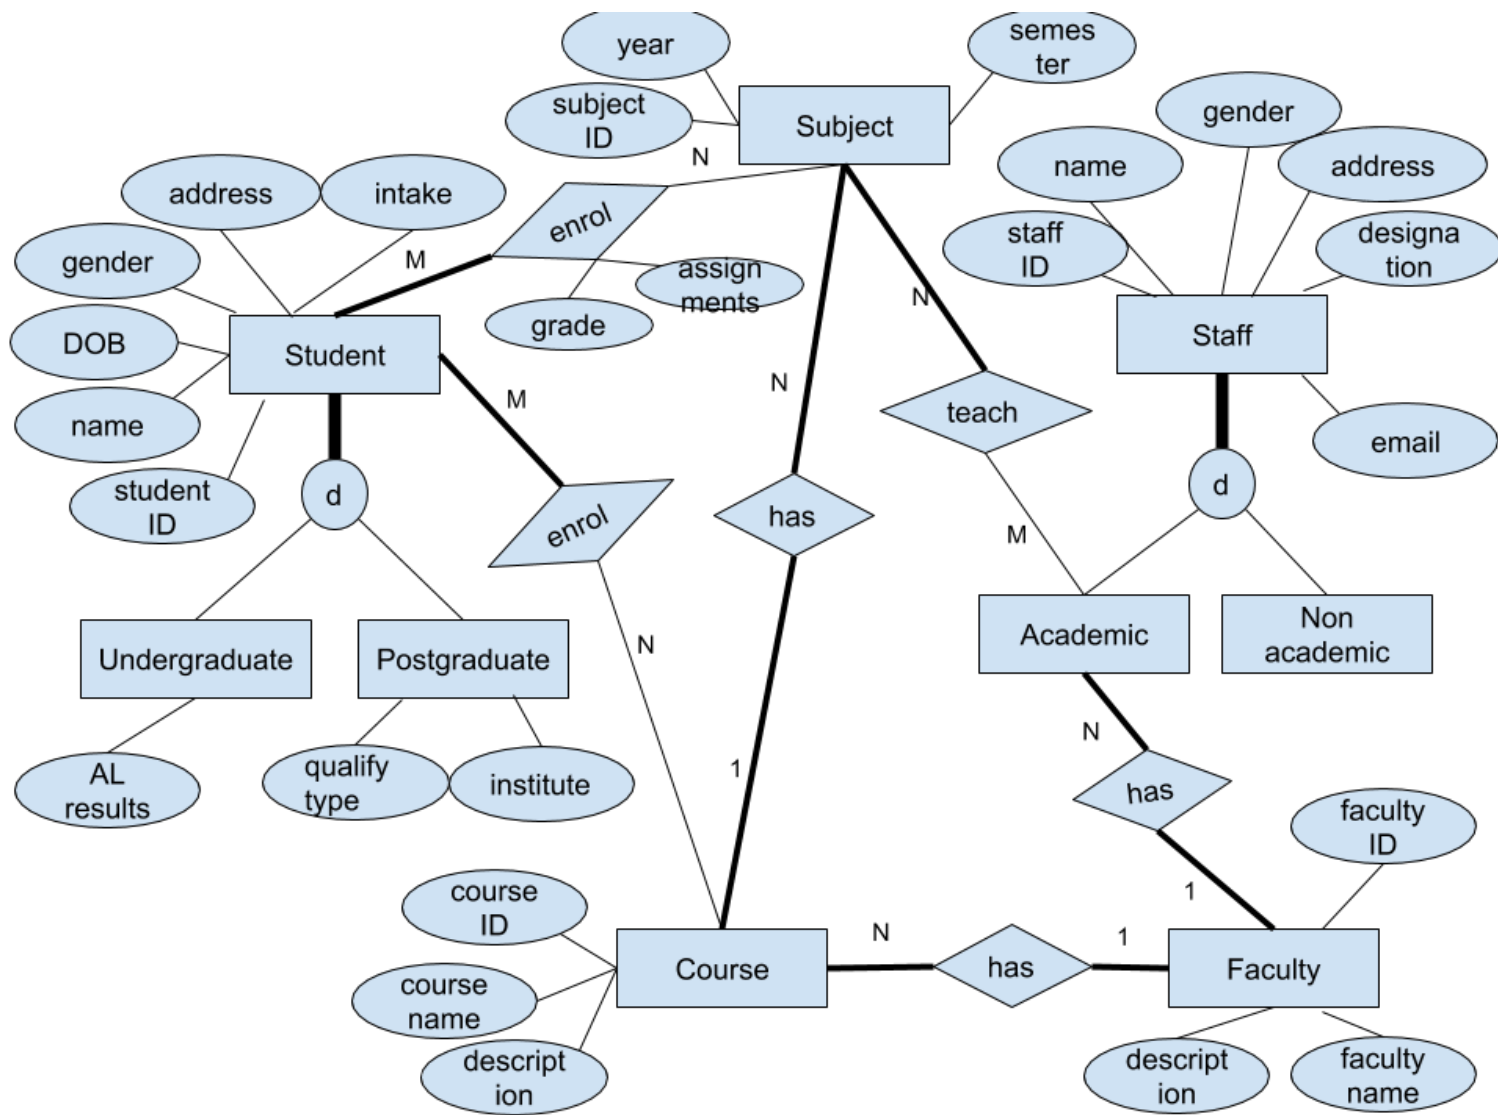 year
semes
ter
subject
ID
Subject
gender
name
address
N
address
intake
enrol
staff
ID
designa
tion
gender
M
assign
ments
N
grade
Staff
DOB
Student
name
N
M
teach
email
student
ID
d
d
enrol
has
M
N
Undergraduate
Postgraduate
Academic
Non
academic
N
AL
results
qualify
type
institute
1
has
faculty
ID
1
course
ID
N
1
Course
has
Faculty
course
name
descript
ion
descript
ion
faculty
name